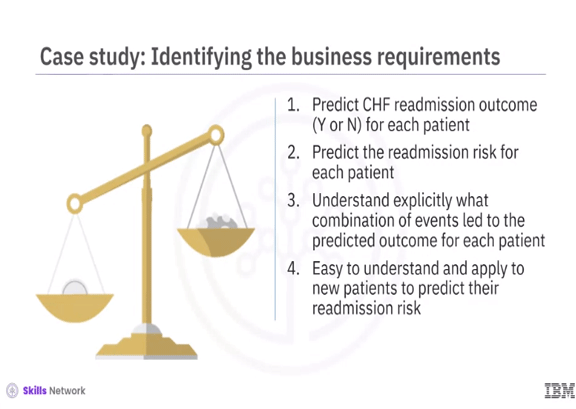 Case study: Identifying the business requirements
1. Predict CHF readmission outcome
(Y or N) for each patient
2. Predict the readmission risk for
each patient
3. Understand explicitly what
combination of events led to the
predicted outcome for each patient
4. Easy to understand and apply to
new patients to predict their
readmission risk
Skills Network
IBM